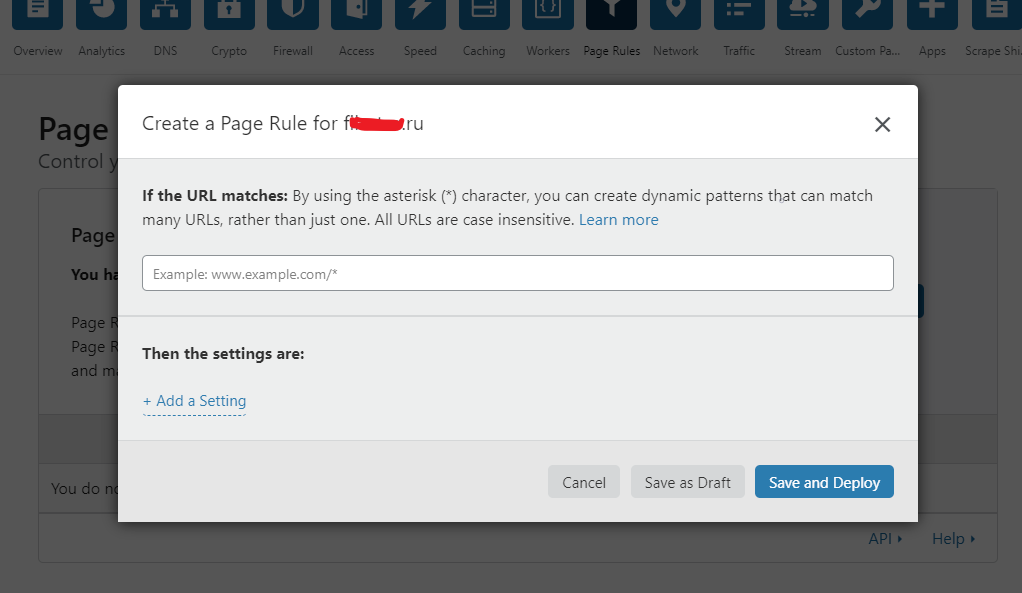 Overview Analytics DNS Crypto Firewall Access Speed Caching Workers Page Rules Network Traffic Stream Custom Pa... Apps Scrape Shi...
Page
Control y
Create a Page Rule for .ru
If the URL matches: By using the asterisk (*) character, you can create dynamic patterns that can match
many URLs, rather than just one. All URLs are case insensitive. Learn more
Page
You ha
Example: www.example.com/*
Page R
Page R
and ma
Then the settings are:
+ Add a Setting
Cancel Save as Draft Save and Deploy
You do no
API Help